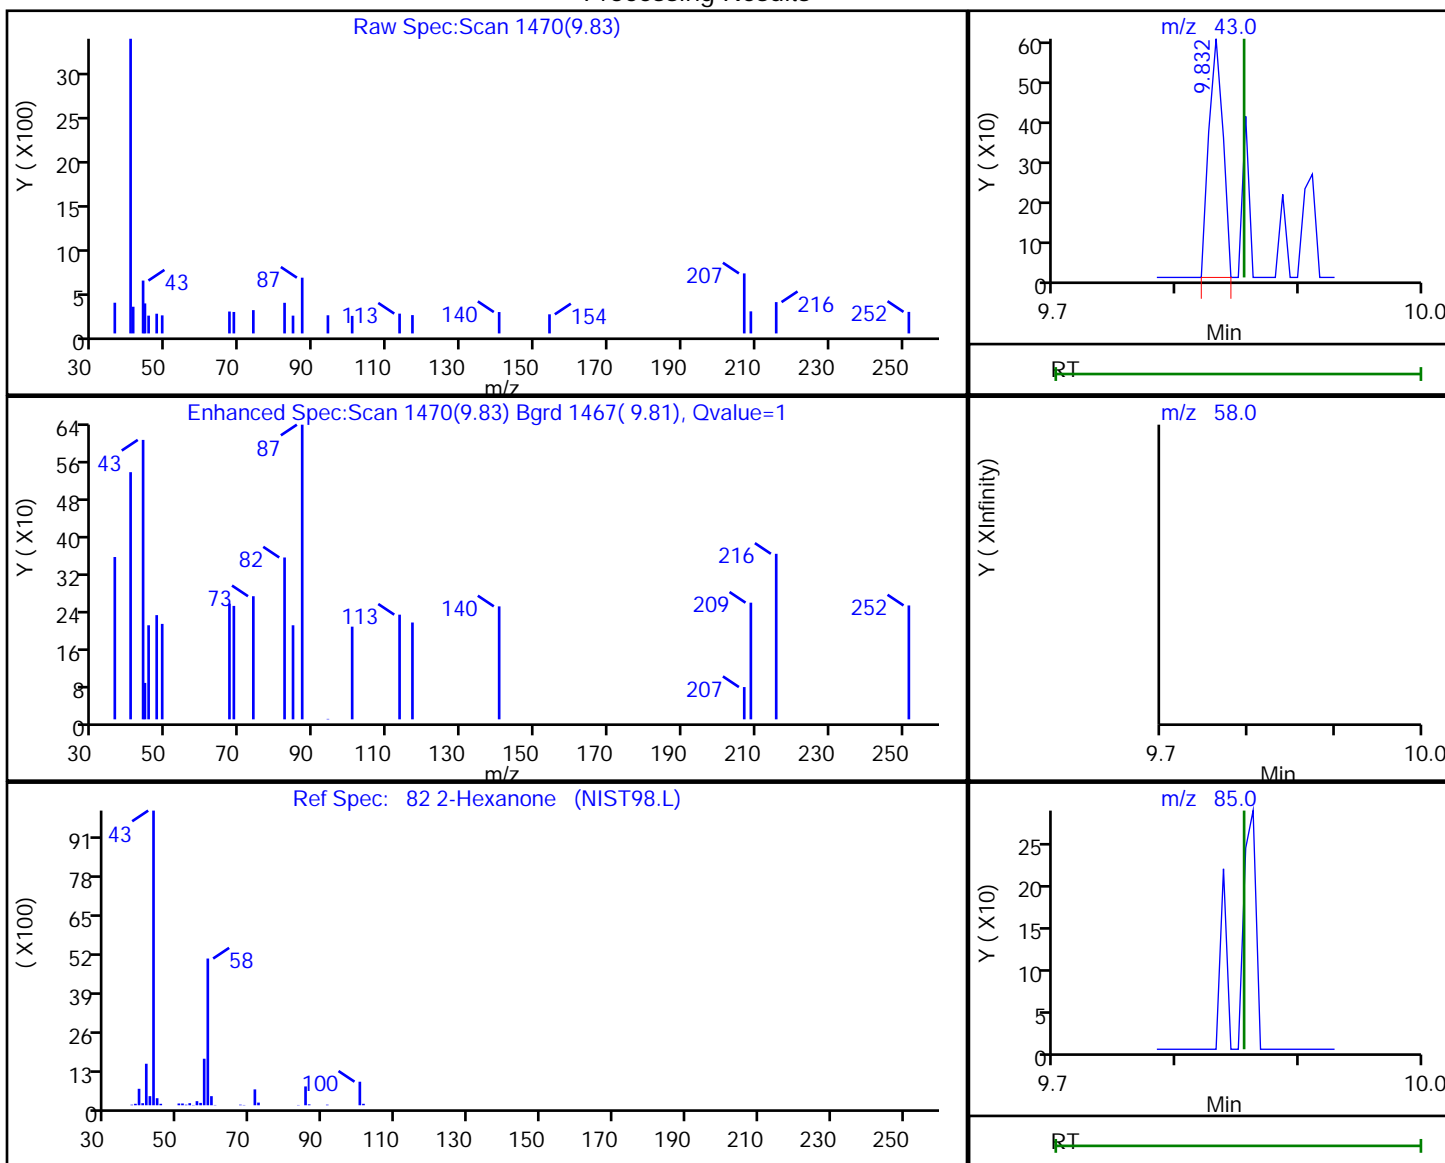 Processing Results
Raw Spec:Scan 1470(9.83)
Y ( X100)
30
25
20
15
10
5
0
43
87
113
140
154
207
216
252
30 50 70 90 110 130 150 170 190 210 230 250
m/z
m/z 43.0
Y ( X10)
60
50
40
30
20
10
0
9.832
9.7 10.0
Min
RT
Enhanced Spec:Scan 1470(9.83) Bgrd 1467( 9.81), Qvalue=1
Y ( X10)
64
56
48
40
32
24
16
8
0
43
87
82
73
113
140
216
209
207
252
30 50 70 90 110 130 150 170 190 210 230 250
m/z
m/z 58.0
Y ( XInfinity)
9.7 10.0
Min
Ref Spec: 82 2-Hexanone (NIST98.L)
( X100)
91
78
65
52
39
26
13
0
43
58
100
30 50 70 90 110 130 150 170 190 210 230 250
m/z 85.0
Y ( X10)
25
20
15
10
5
0
9.7 10.0
Min
RT